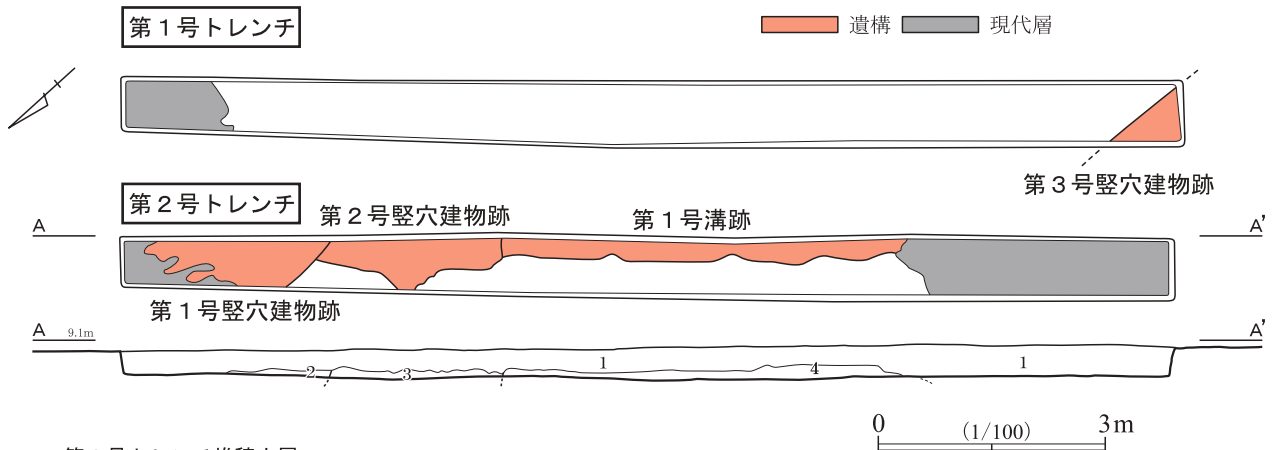 第１号トレンチ
遺構 現代層
第３号竪穴建物跡
第２号トレンチ
第２号竪穴建物跡
第１号溝跡
A A’
第１号竪穴建物跡
A 9.1m A’
1 1
2 3 4
0 (1/100) 3m